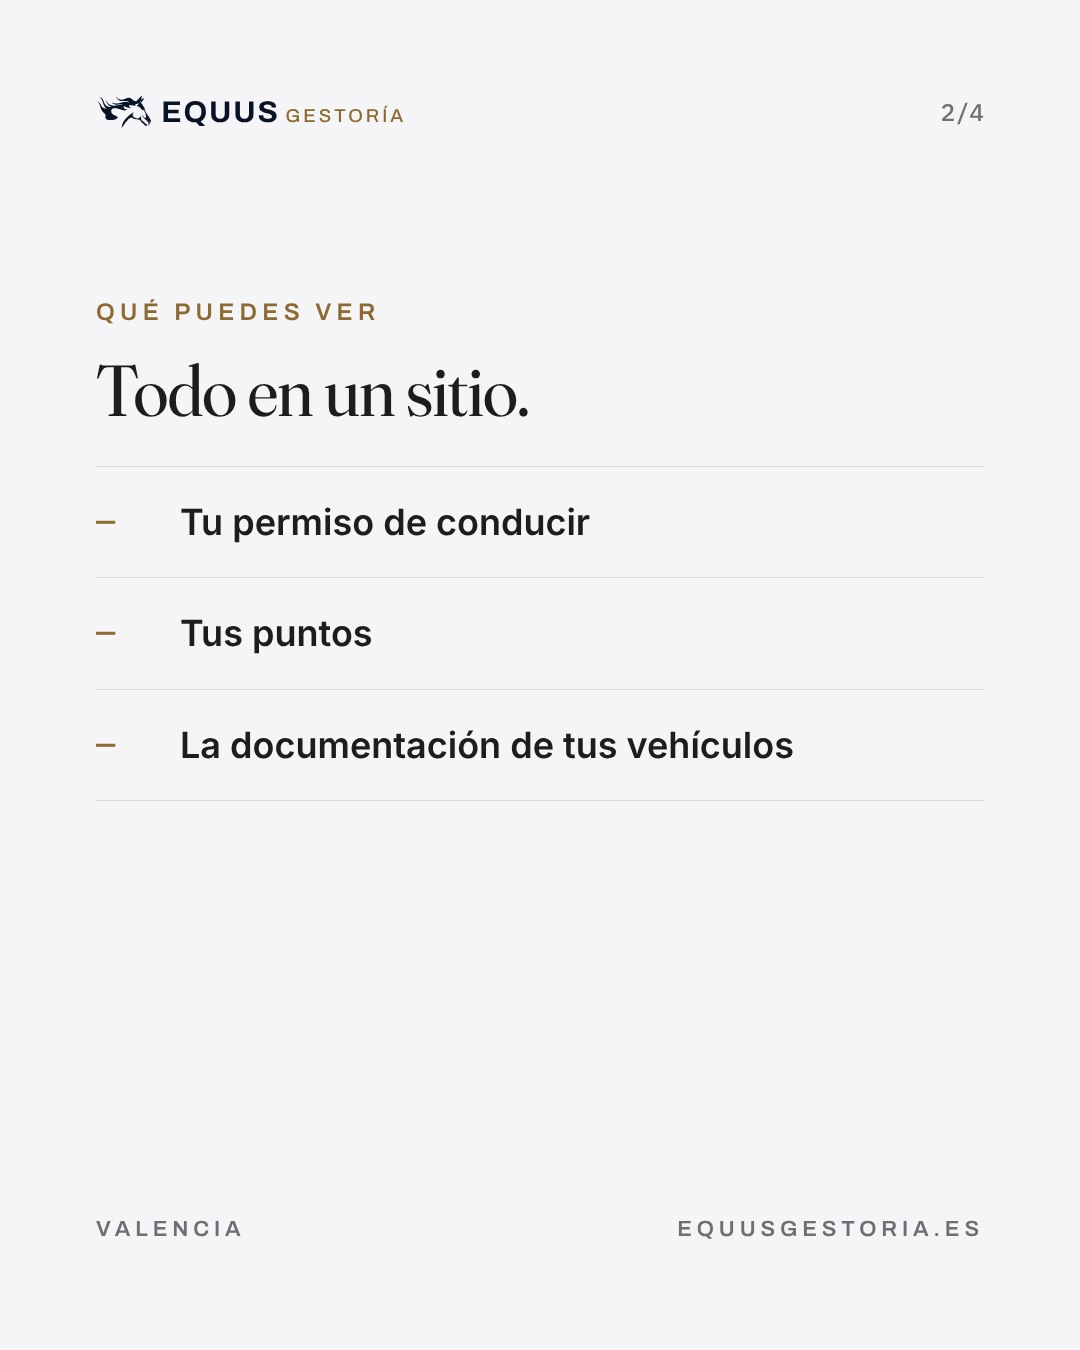 EQUUS GESTORÍA
2/4
QUÉ PUEDES VER
Todo en un sitio.
– Tu permiso de conducir
– Tus puntos
– La documentación de tus vehículos
VALENCIA
EQUUSGESTORIA.ES